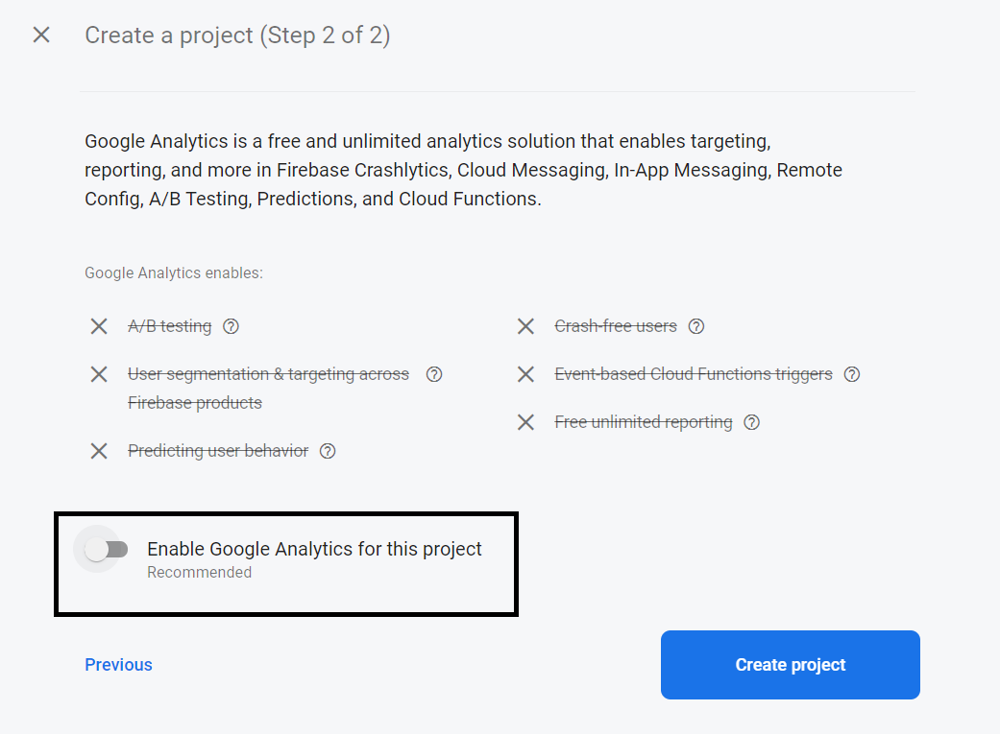 Create a project (Step 2 of 2)
Google Analytics is a free and unlimited analytics solution that enables targeting,
reporting, and more in Firebase Crashlytics, Cloud Messaging, In-App Messaging, Remote
Config, A/B Testing, Predictions, and Cloud Functions.
Google Analytics enables:
A/B testing
User segmentation & targeting across
Firebase products
Predicting user behavior
Crash-free users
Event-based Cloud Functions triggers
Free unlimited reporting
Enable Google Analytics for this project
Recommended
Previous
Create project